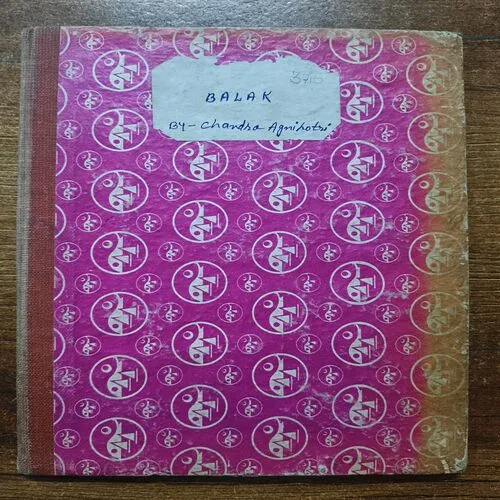 BALAK
BY- Chandra Agnihotri